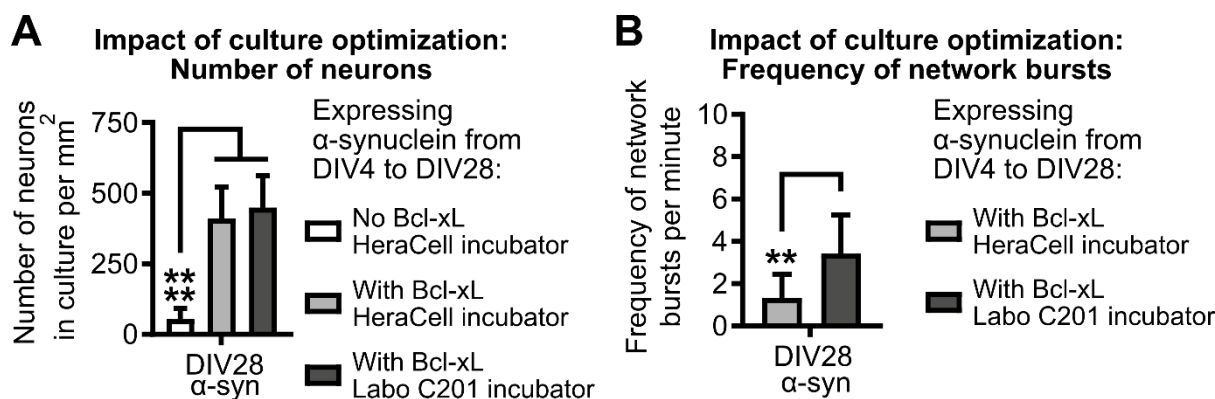 A
Impact of culture optimization:
Number of neurons
Number of neurons
in culture per mm²
750
500
250
0
**
**
DIV28
α-syn
Expressing
α-synuclein from
DIV4 to DIV28:
No Bcl-xL
HeraCell incubator
With Bcl-xL
HeraCell incubator
With Bcl-xL
Labo C201 incubator
B
Impact of culture optimization:
Frequency of network bursts
Frequency of network
bursts per minute
10
8
6
4
2
0
**
DIV28
α-syn
Expressing
α-synuclein from
DIV4 to DIV28:
With Bcl-xL
HeraCell incubator
With Bcl-xL
Labo C201 incubator